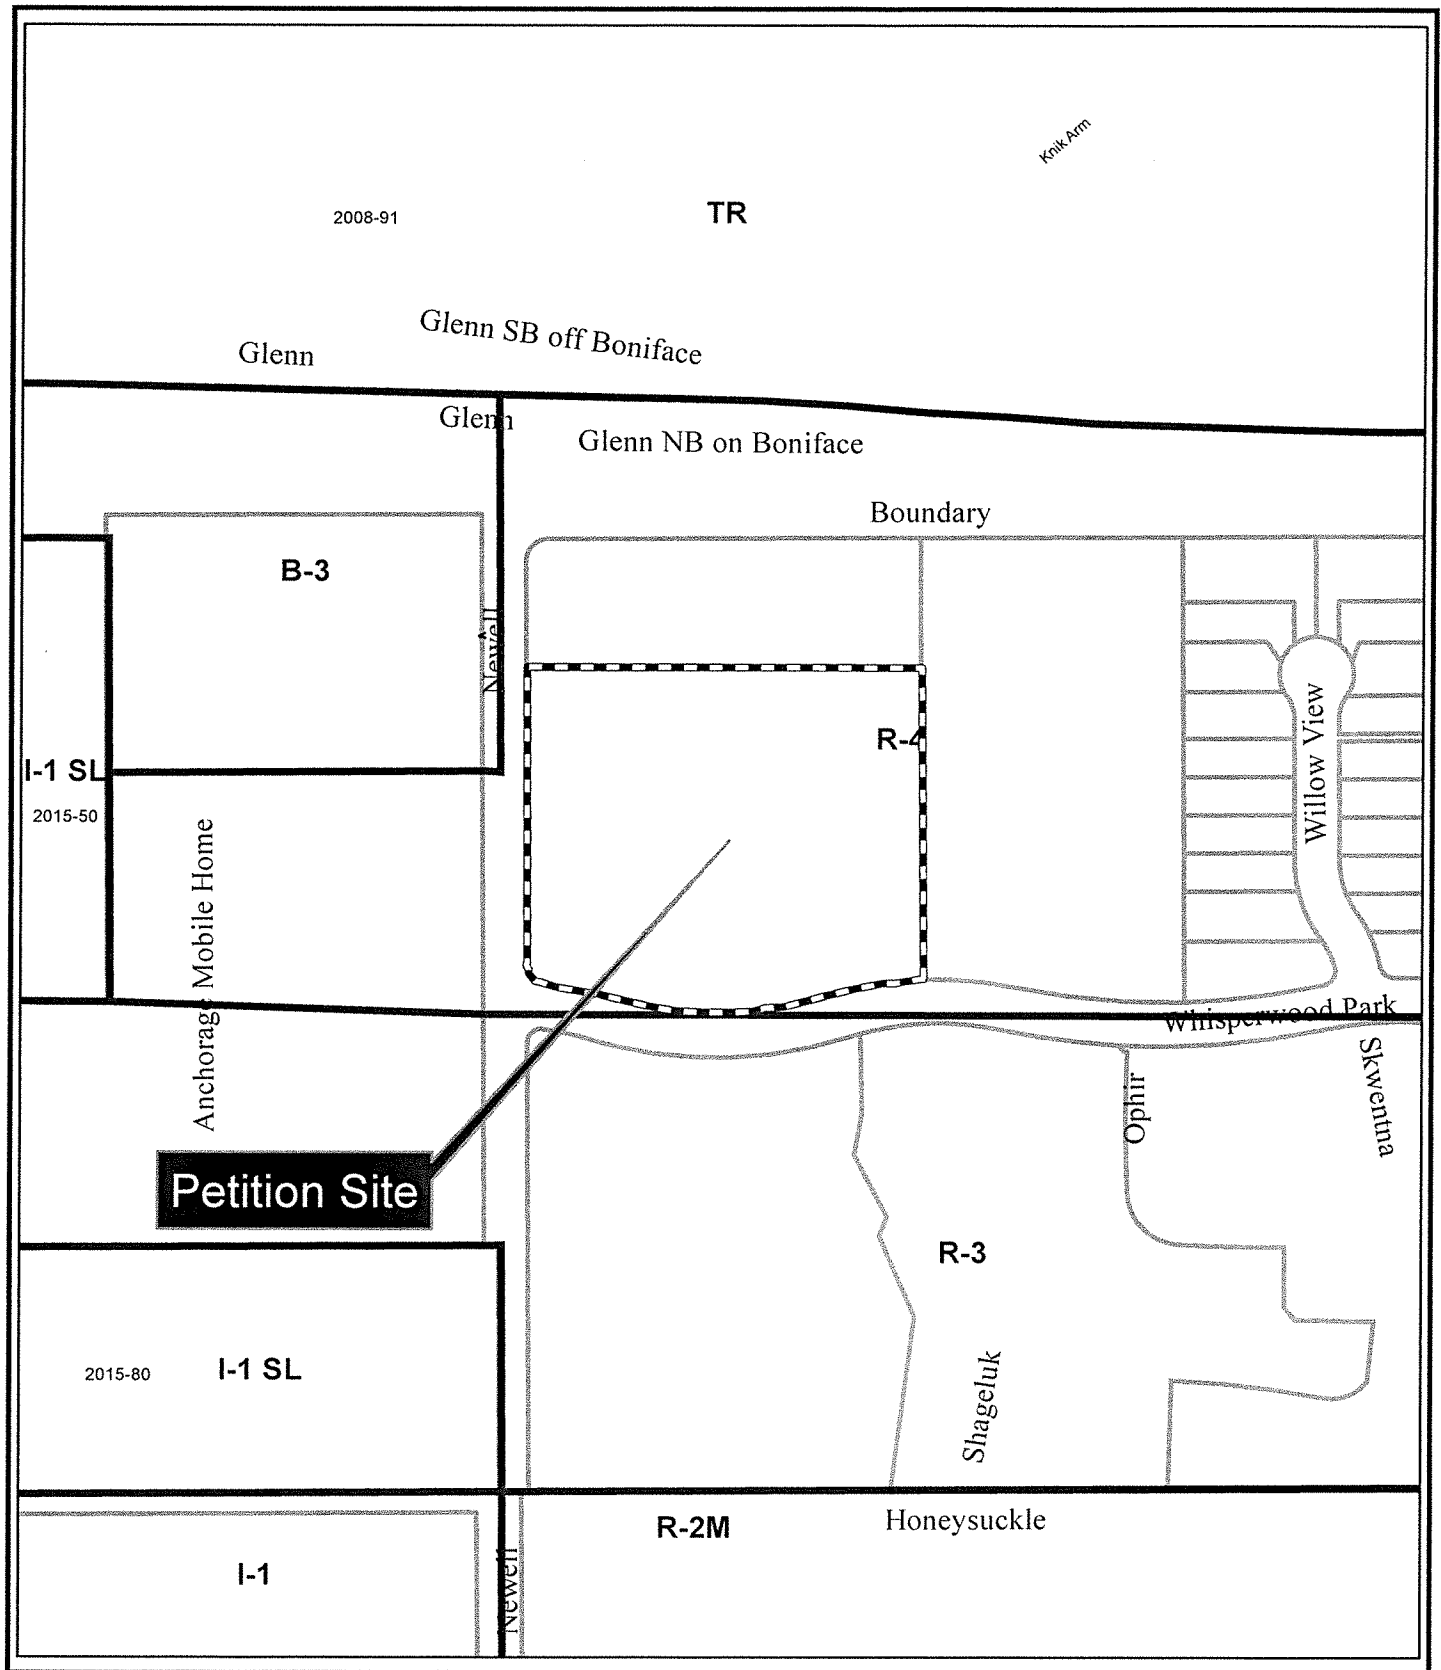 Knik Arm
2008-91
TR
Glenn SB off Boniface
Glenn
Glenn
Glenn NB on Boniface
Boundary
B-3
Newell
R-4
I-1 SL
2015-50
Willow View
Anchorage Mobile Home
Whisperwood Park
Skwentna
Ophir
Petition Site
R-3
2015-80
I-1 SL
Shageluk
R-2M
Honeysuckle
I-1
Newell